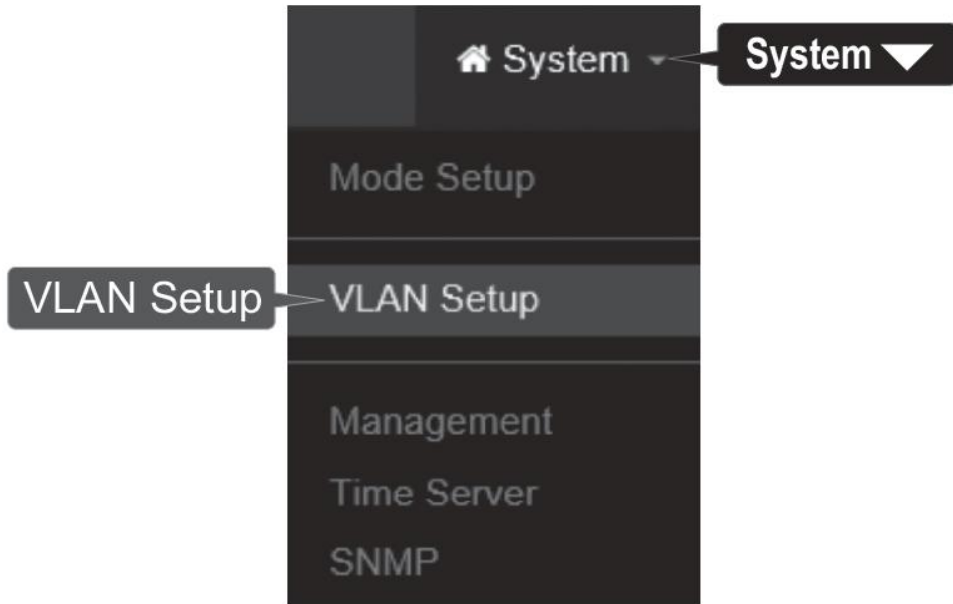 System
System
Mode Setup
VLAN Setup
VLAN Setup
Management
Time Server
SNMP